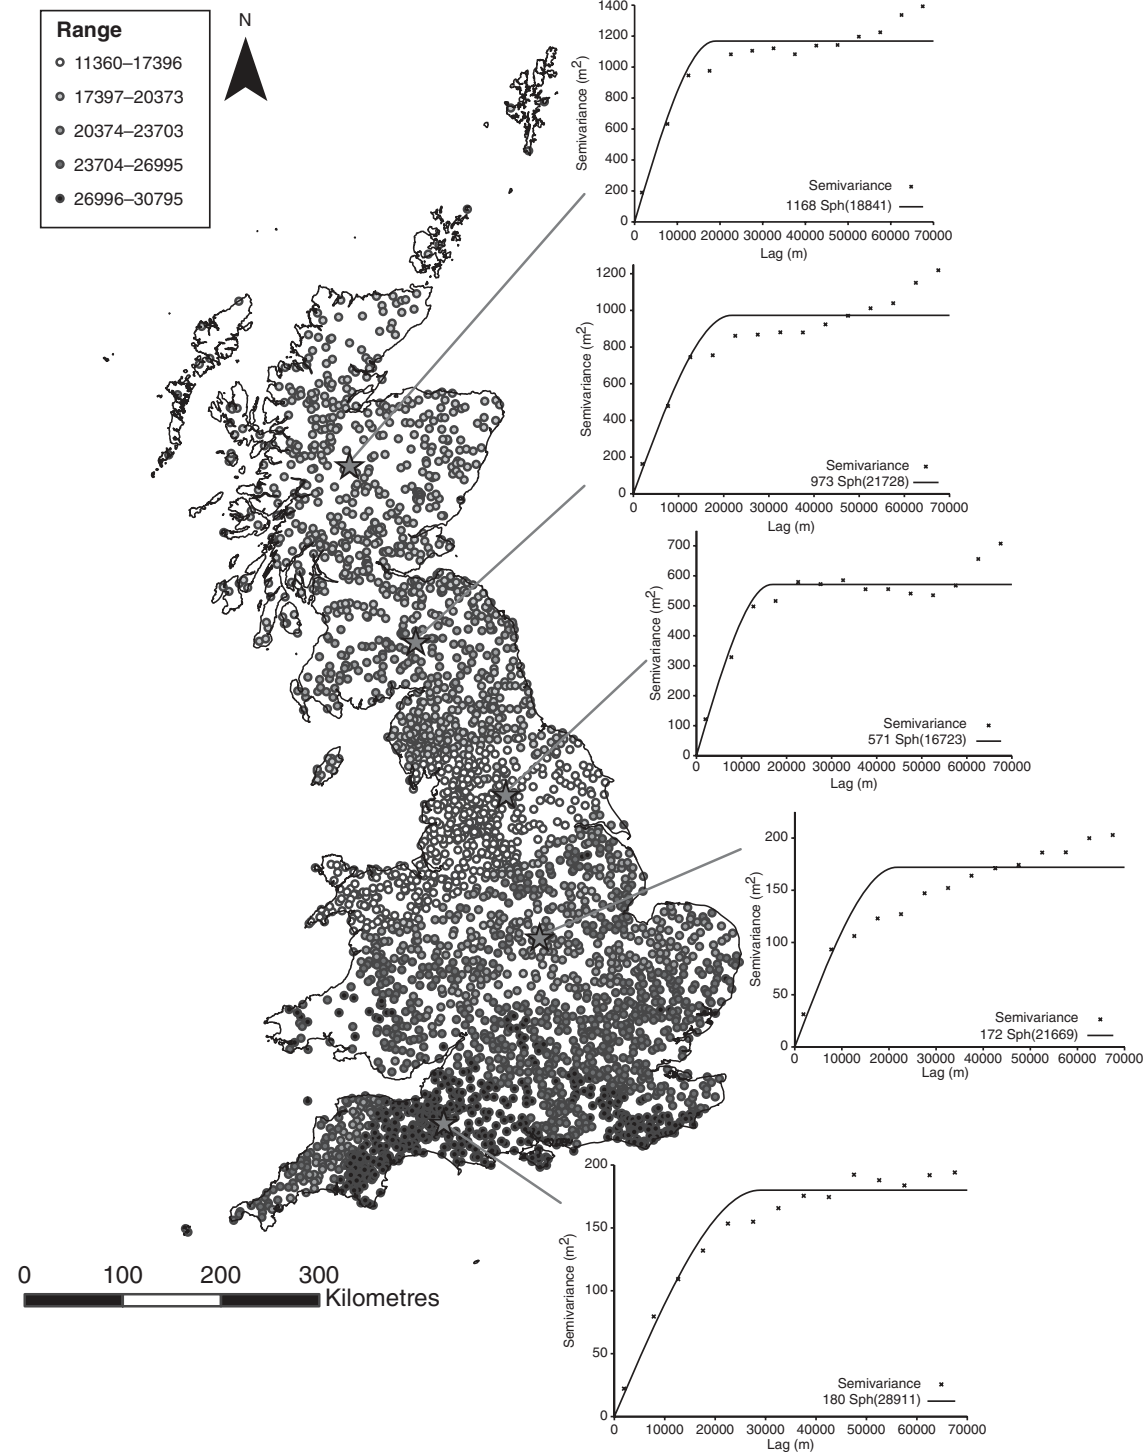 Range
11360–17396
17397–20373
20374–23703
23704–26995
26996–30795
N
0 100 200 300
Kilometres
1400
1200
1000
800
600
400
200
0
Semivariance (m2)
Semivariance
1168 Sph(18841)
0 10000 20000 30000 40000 50000 60000 70000
Lag (m)
1200
1000
800
600
400
200
0
Semivariance (m2)
Semivariance
973 Sph(21728)
0 10000 20000 30000 40000 50000 60000 70000
Lag (m)
700
600
500
400
300
200
100
0
Semivariance (m2)
Semivariance
571 Sph(16723)
0 10000 20000 30000 40000 50000 60000 70000
Lag (m)
200
150
100
50
0
Semivariance (m2)
Semivariance
172 Sph(21669)
0 10000 20000 30000 40000 50000 60000 70000
Lag (m)
200
150
100
50
0
Semivariance (m2)
Semivariance
180 Sph(28911)
0 10000 20000 30000 40000 50000 60000 70000
Lag (m)